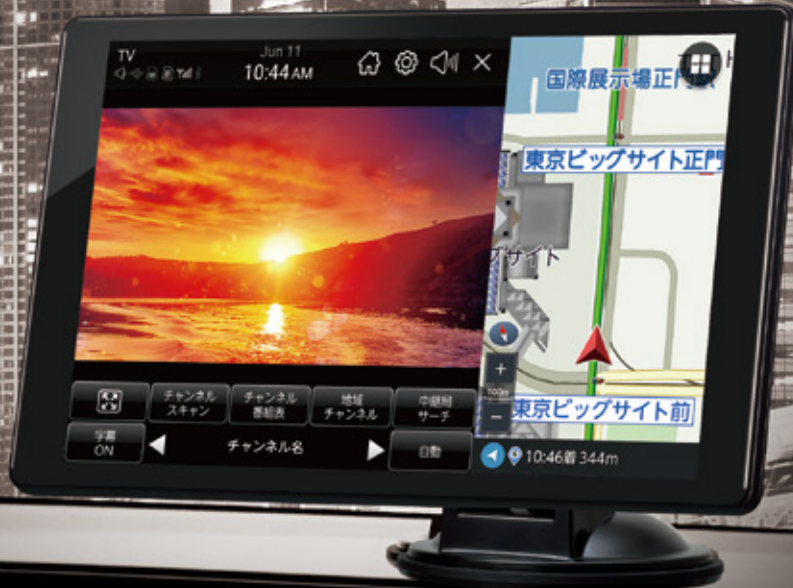 TV
Jun 11
10:44 AM
国際展示場正門
東京ビッグサイト正門
グサイト
+
100m
−
東京ビッグサイト前
チャンネル
スキャン
チャンネル
番組表
地域
チャンネル
中継局
サーチ
字幕
ON
チャンネル名
自動
10:46着 344m